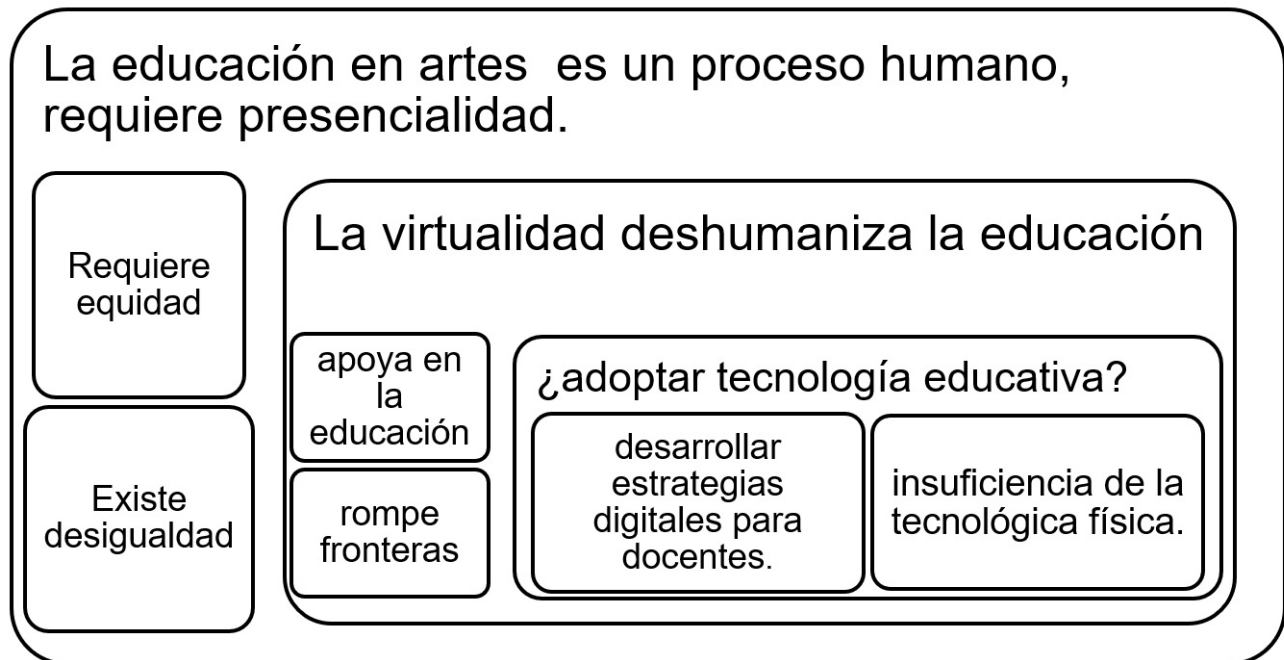 La educación en artes  es un proceso humano,
requiere presencialidad.
Requiere
equidad
Existe
desigualdad
La virtualidad deshumaniza la educación
apoya en
la
educación
rompe
fronteras
¿adoptar tecnología educativa?
desarrollar
estrategias
digitales para
docentes.
insuficiencia de la
tecnológica física.